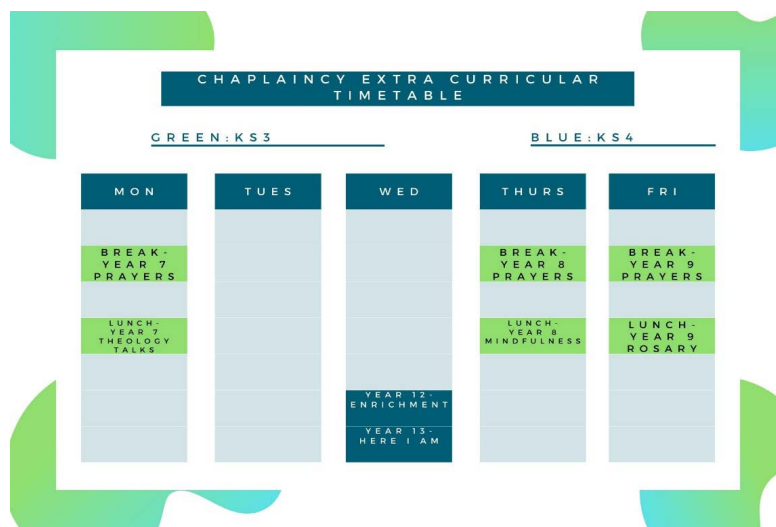 CHAPLAINCY EXTRA CURRICULAR
TIMETABLE
GREEN:KS3
BLUE:KS4
MON
TUES
WED
THURS
FRI
BREAK-
YEAR 7
PRAYERS
BREAK-
YEAR 8
PRAYERS
BREAK-
YEAR 9
PRAYERS
LUNCH-
YEAR 7
THEOLOGY
TALKS
LUNCH-
YEAR 8
MINDFULNESS
LUNCH-
YEAR 9
ROSARY
YEAR 12-
ENRICHMENT
YEAR 13-
HERE I AM